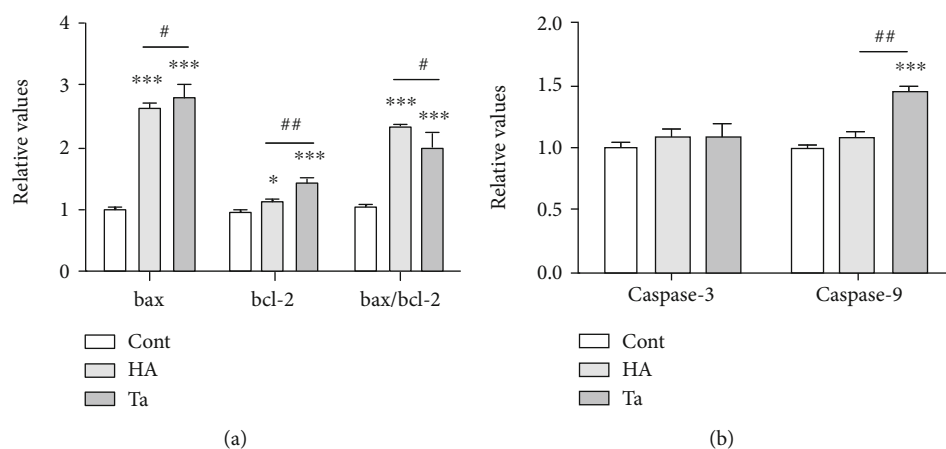 Relative values
4
3
2
1
0
#
***
***
##
*
***
#
***
***
bax
bcl-2
bax/bcl-2
Cont
HA
Ta
(a)
Relative values
2.0
1.5
1.0
0.5
0.0
##
***
Caspase-3
Caspase-9
Cont
HA
Ta
(b)